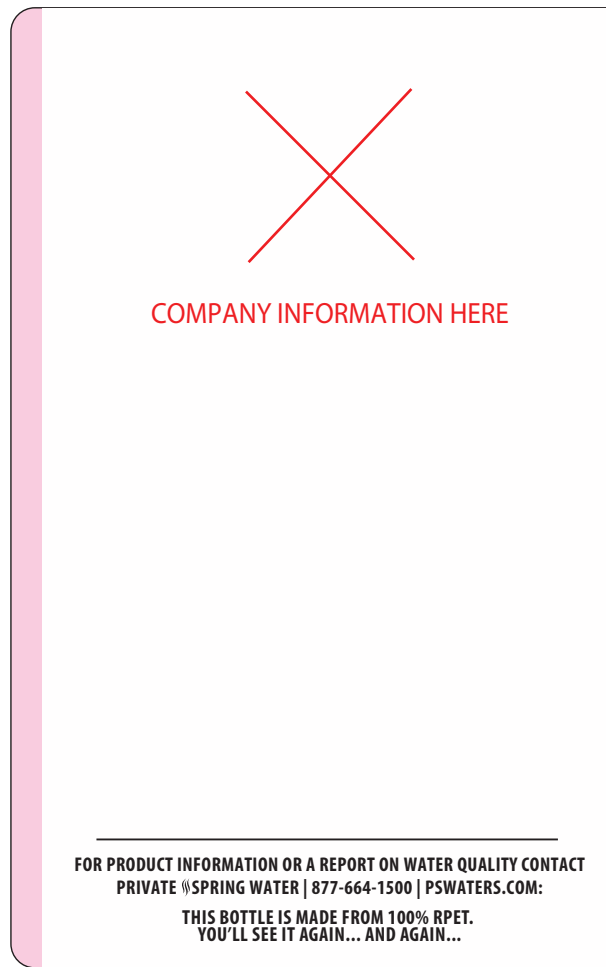 COMPANY INFORMATION HERE
FOR PRODUCT INFORMATION OR A REPORT ON WATER QUALITY CONTACT
PRIVATE SPRING WATER | 877-664-1500 | PSWATERS.COM:
THIS BOTTLE IS MADE FROM 100% RPET.
YOU'LL SEE IT AGAIN... AND AGAIN...